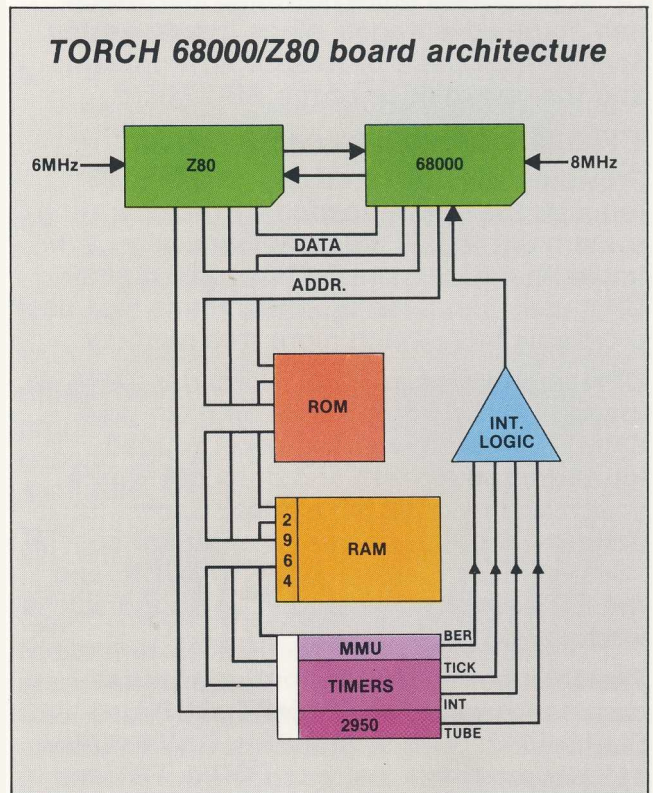 TORCH 68000/Z80 board architecture
6MHz
Z80
68000
8MHz
DATA
ADDR.
ROM
INT.
LOGIC
2
9
6
4
RAM
MMU
BER
TIMERS
TICK
INT
2950
TUBE